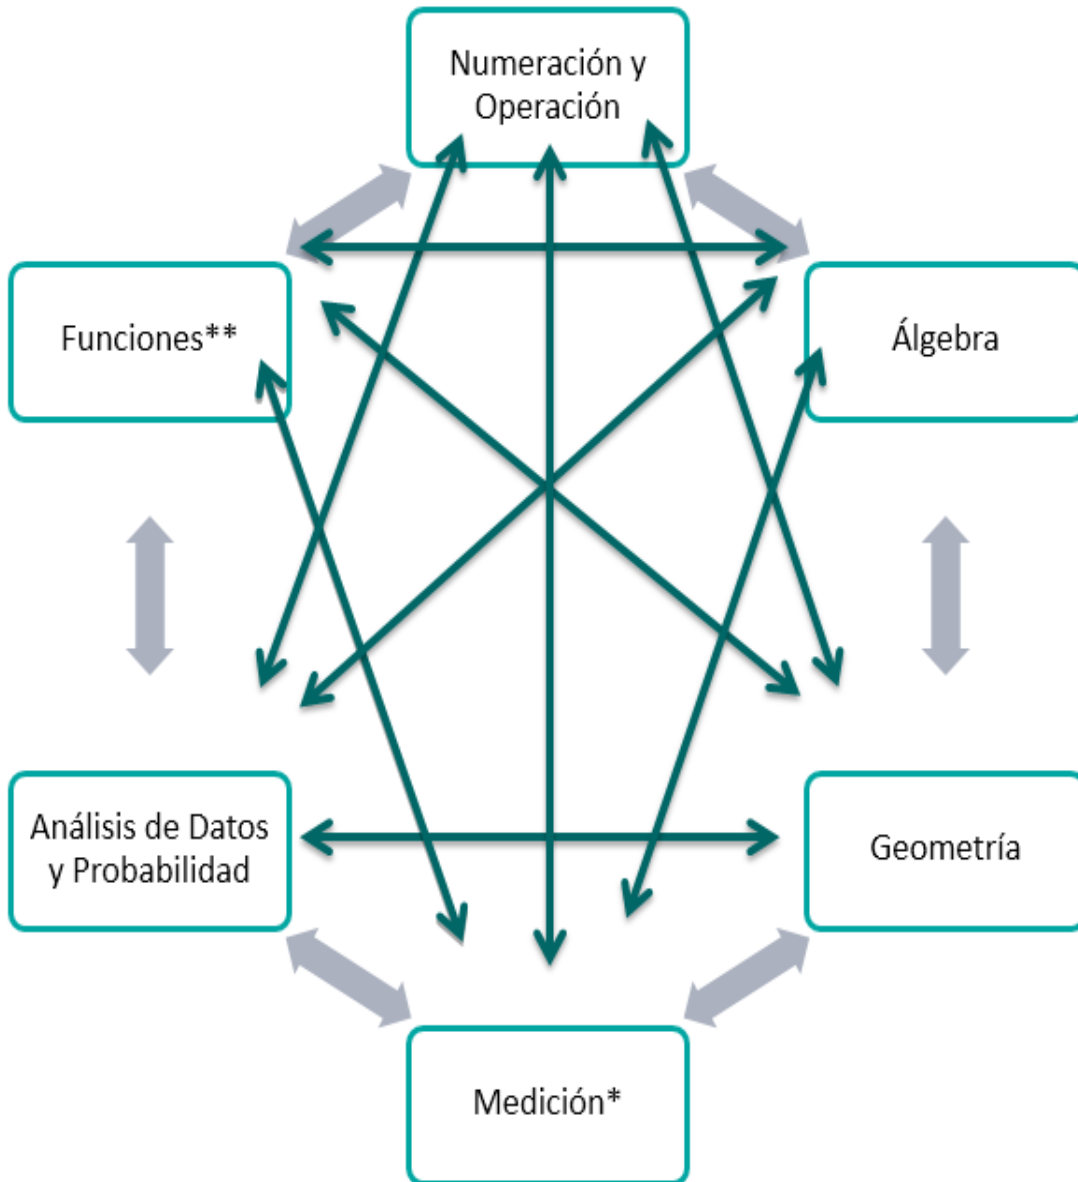 Numeración y
Operación
Funciones**
Álgebra
Análisis de Datos
y Probabilidad
Geometría
Medición*